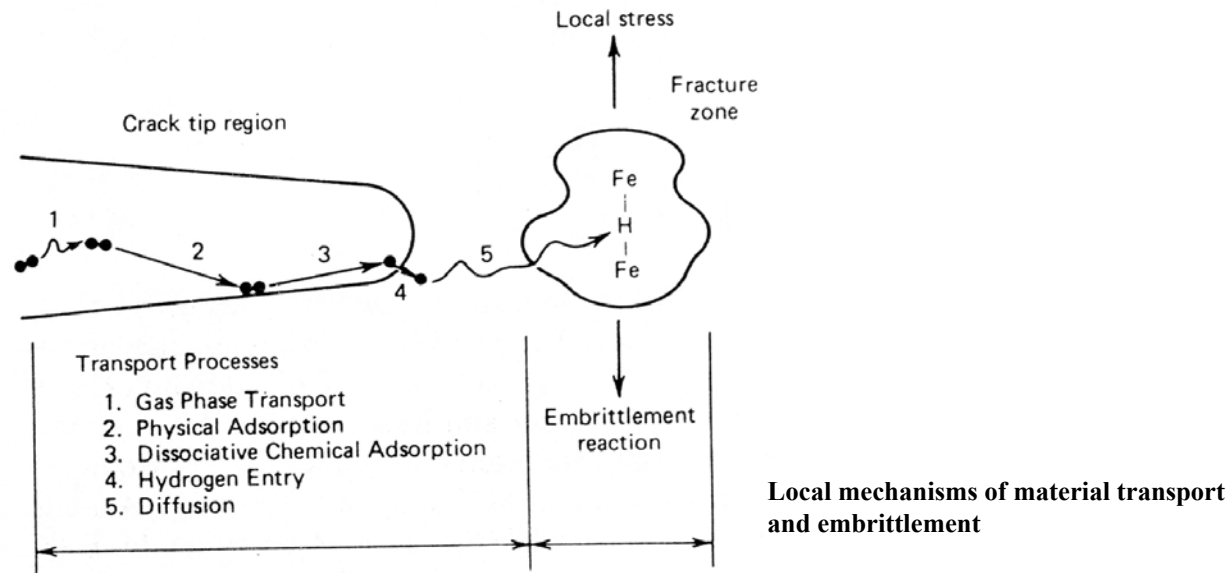 Local stress
Fracture
zone
Crack tip region
Fe
H
Fe
1
2
3
4
5
Transport Processes
1. Gas Phase Transport
2. Physical Adsorption
3. Dissociative Chemical Adsorption
4. Hydrogen Entry
5. Diffusion
Embrittlement
reaction
Local mechanisms of material transport
and embrittlement